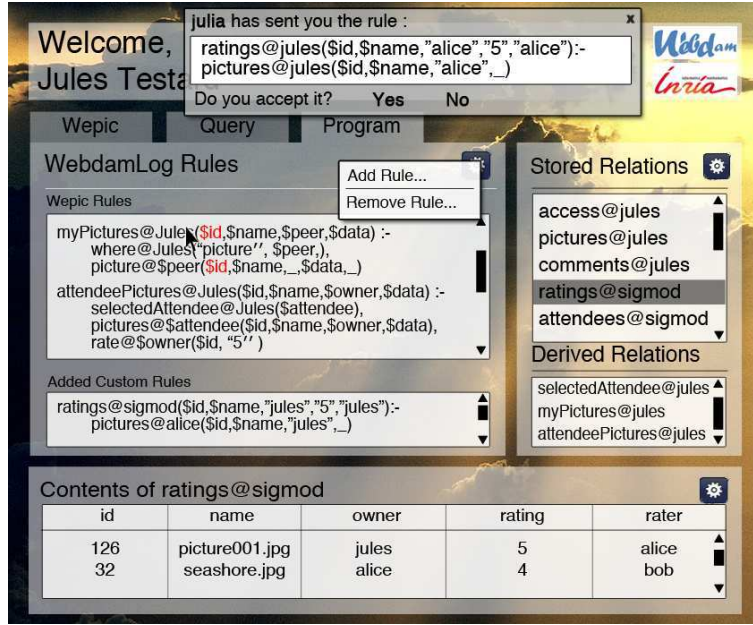 julia has sent you the rule :
x
ratings@jules($id,$name,"alice","5","alice"):-
pictures@jules($id,$name,"alice",_)
Do you accept it? Yes No
Welcome,
Jules Testa
Webdam
Inria
Wepic Query Program
WebdamLog Rules
Add Rule...
Remove Rule...
Wepic Rules
myPictures@Jules($id,$name,$peer,$data) :-
where@Jules("picture'', $peer,),
picture@$peer($id,$name,_,$data,_)
attendeePictures@Jules($id,$name,$owner,$data) :-
selectedAttendee@Jules($attendee),
pictures@$attendee($id,$name,$owner,$data),
rate@$owner($id, "5'' )
Added Custom Rules
ratings@sigmod($id,$name,"jules","5","jules"):-
pictures@alice($id,$name,"jules",_)
Stored Relations
access@jules
pictures@jules
comments@jules
ratings@sigmod
attendees@sigmod
Derived Relations
selectedAttendee@jules
myPictures@jules
attendeePictures@jules
Contents of ratings@sigmod
id name owner rating rater
126 picture001.jpg jules 5 alice
32 seashore.jpg alice 4 bob